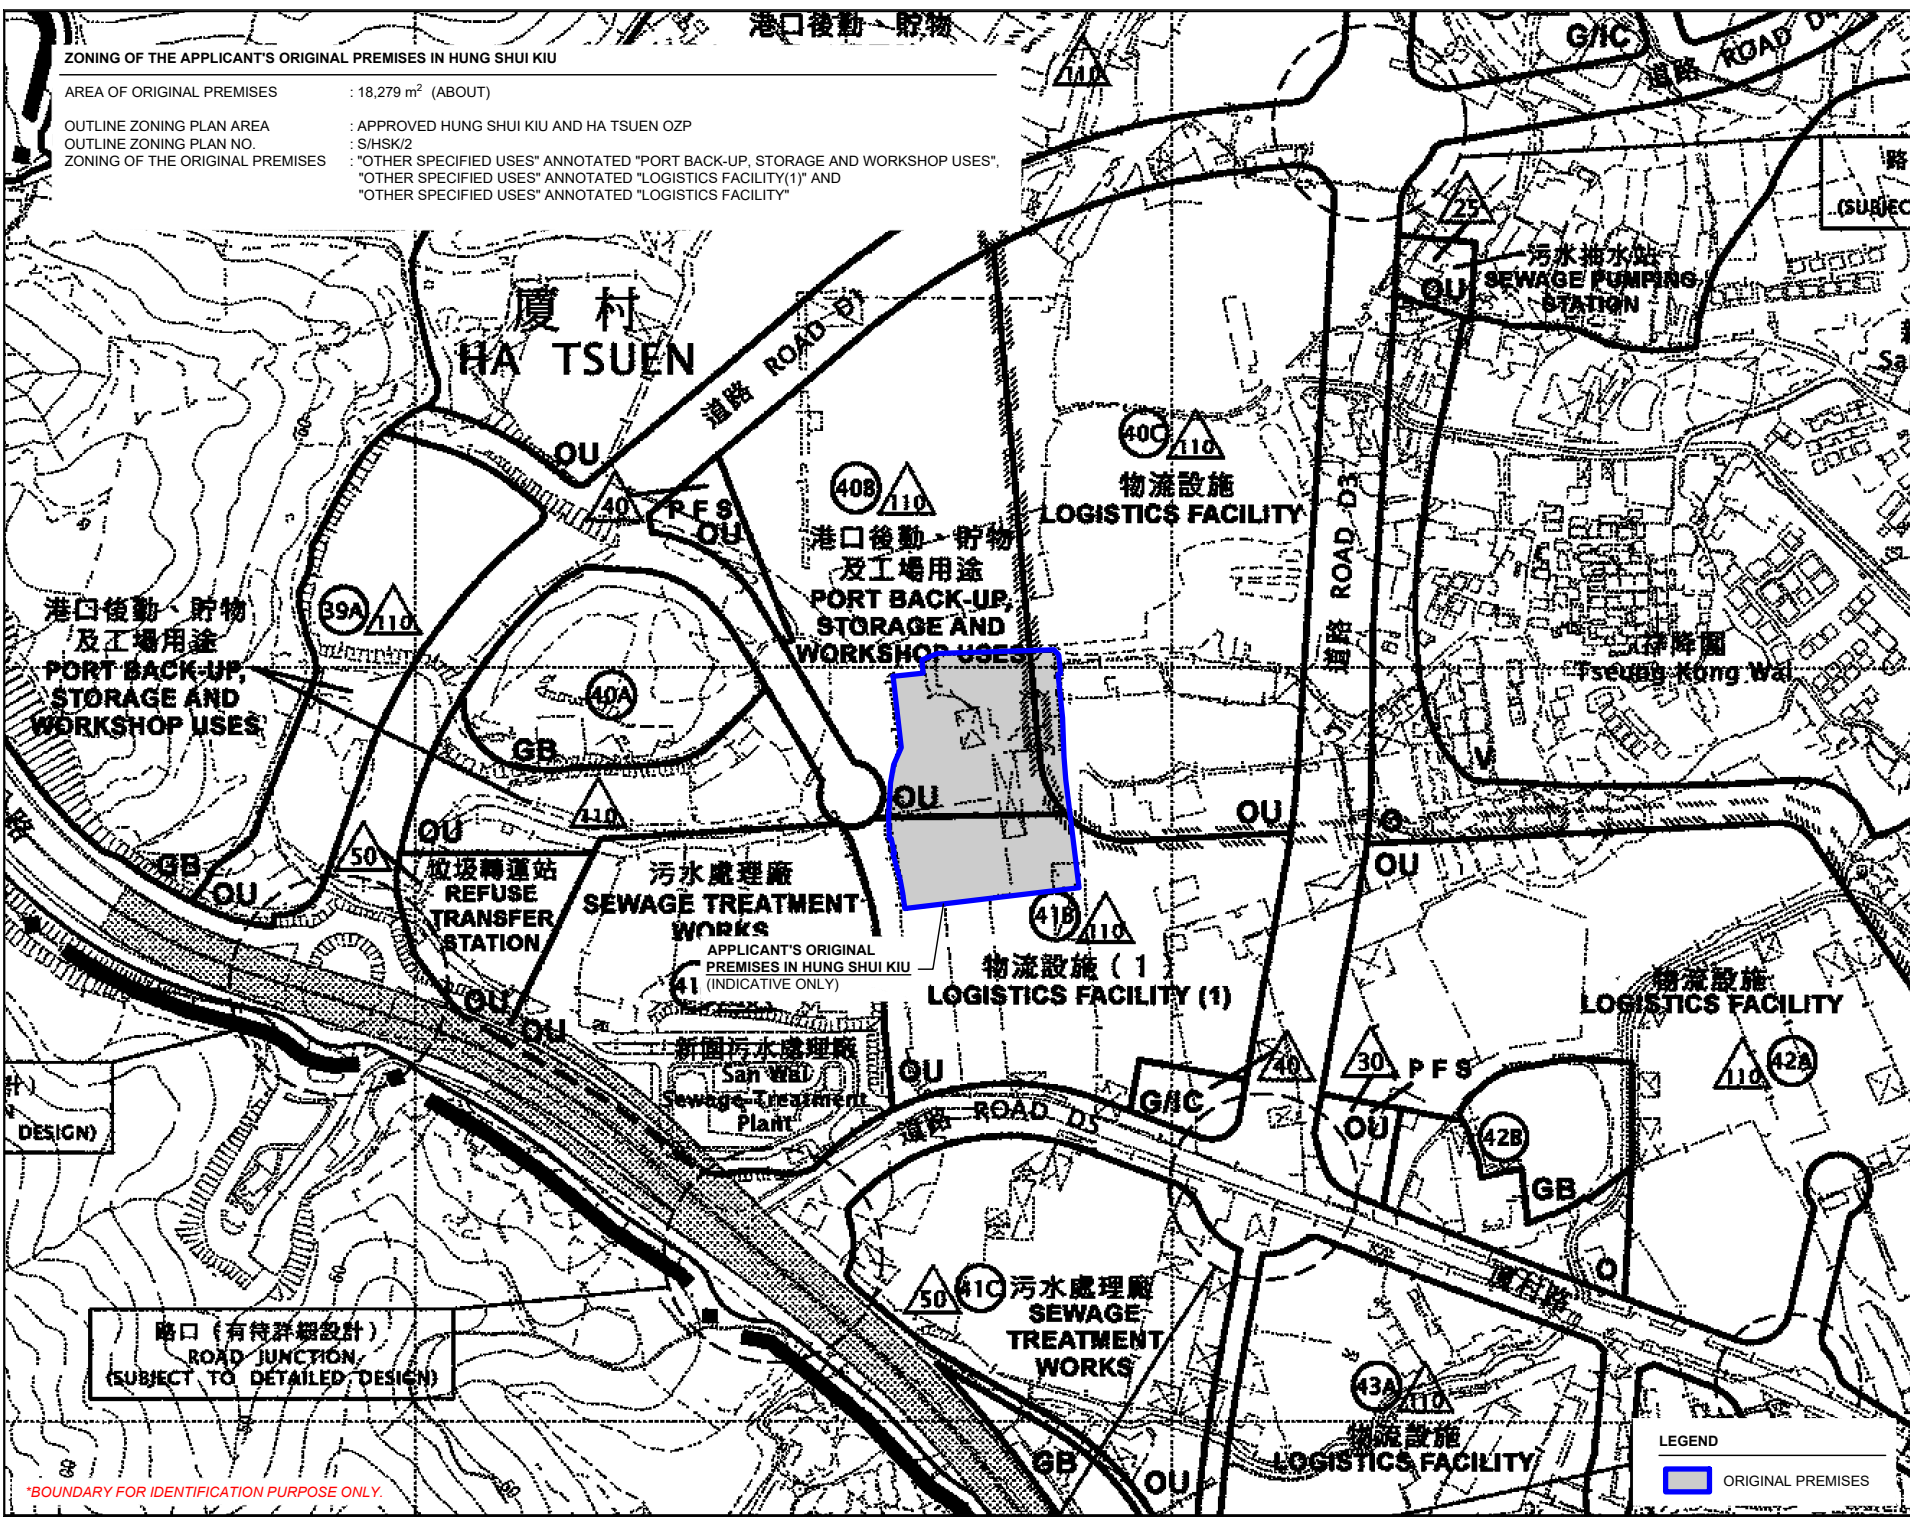 ZONING OF THE APPLICANT'S ORIGINAL PREMISES IN HUNG SHUI KIU
AREA OF ORIGINAL PREMISES : 18,279 m² (ABOUT)
OUTLINE ZONING PLAN AREA : APPROVED HUNG SHUI KIU AND HA TSUEN OZP
OUTLINE ZONING PLAN NO. : S/HSK/2
ZONING OF THE ORIGINAL PREMISES : "OTHER SPECIFIED USES" ANNOTATED "PORT BACK-UP, STORAGE AND WORKSHOP USES",
"OTHER SPECIFIED USES" ANNOTATED "LOGISTICS FACILITY(1)" AND
"OTHER SPECIFIED USES" ANNOTATED "LOGISTICS FACILITY"
港口後勤、貯物
110
G/IC
道路 ROAD
路
(SUBJEC
25
污水抽水站
OU
SEWAGE PUMPING
STATION
廈村
HA TSUEN
道路 ROAD D1
OU
40
P F S
OU
40B
110
港口後勤、貯物
及工場用途
PORT BACK-UP,
STORAGE AND
WORKSHOP USES
40C
110
物流設施
LOGISTICS FACILITY
道路 ROAD D3
39A
110
港口後勤、貯物
及工場用途
PORT BACK-UP,
STORAGE AND
WORKSHOP USES
40A
GB
祥降圍
Tseung Kong Wai
V
OU
OU
OU
110
50
GB
OU
垃圾轉運站
REFUSE
TRANSFER
STATION
污水處理廠
SEWAGE TREATMENT
WORKS
41
APPLICANT'S ORIGINAL
PREMISES IN HUNG SHUI KIU
(INDICATIVE ONLY)
41B
110
物流設施 ( 1
LOGISTICS FACILITY (1)
OU
物流設施
LOGISTICS FACILITY
110
42A
OU
OU
新圍污水處理廠
San Wai
Sewage Treatment
Plant
OU
道路 ROAD D5
G/IC
40
30
P F S
OU
42B
GB
DESIGN)
路口 (有待詳細設計)
ROAD JUNCTION
(SUBJECT TO DETAILED DESIGN)
50
41C
污水處理廠
SEWAGE
TREATMENT
WORKS
廈村路
O
43A
110
物流設施
LOGISTICS FACILITY
GB
OU
LEGEND
ORIGINAL PREMISES
*BOUNDARY FOR IDENTIFICATION PURPOSE ONLY.